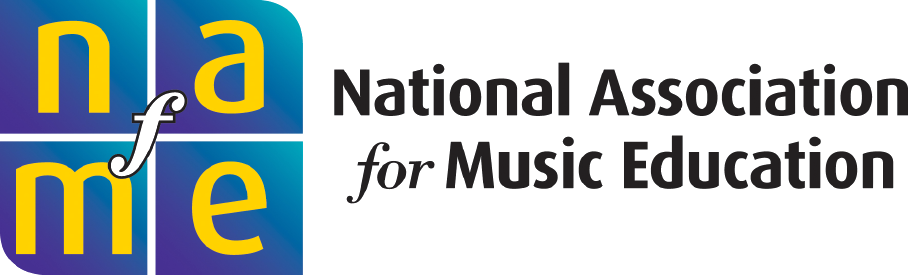 na
f
me
National Association
for Music Education